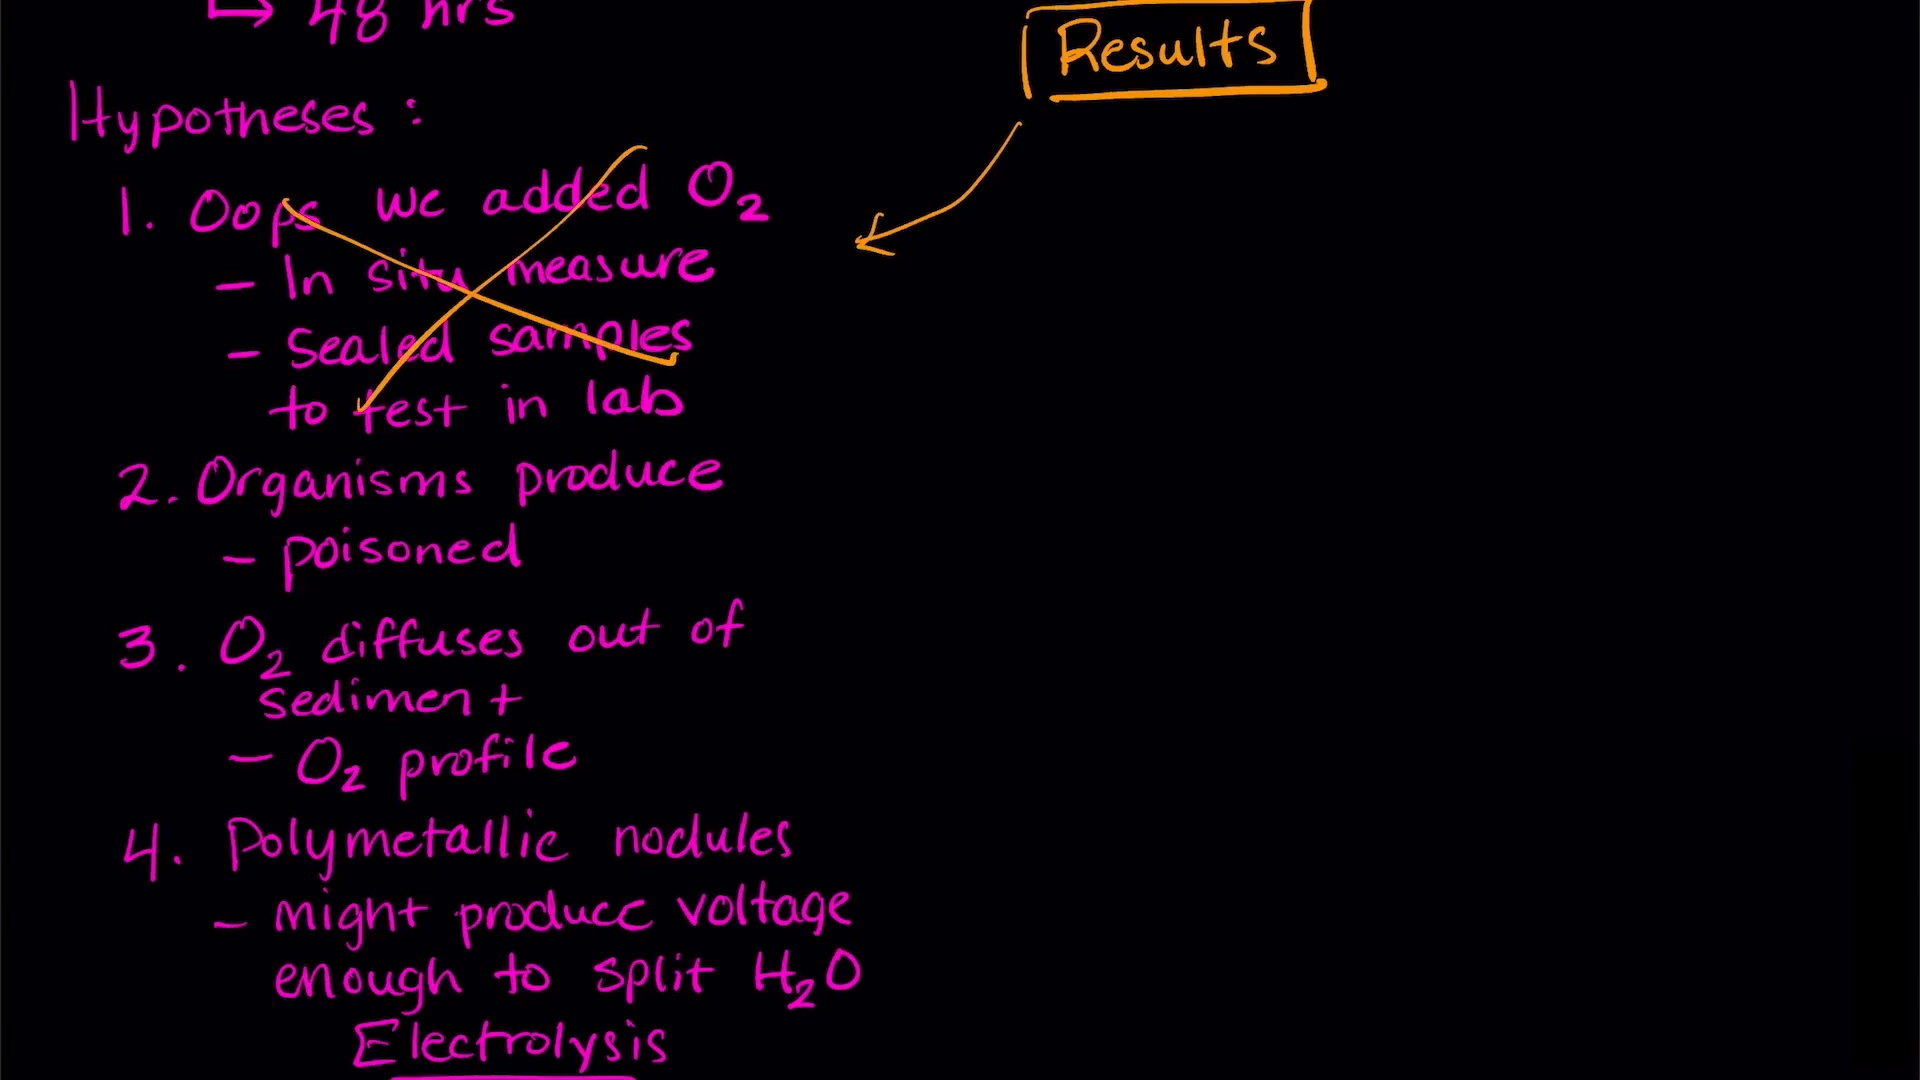 ↳ 48 hrs
Results
Hypotheses :
1. Oops we added O₂
- In situ measure
- Sealed samples
to test in lab
2. Organisms produce
- poisoned
3. O₂ diffuses out of
sediment
- O₂ profile
4. Polymetallic nodules
- might produce voltage
enough to split H₂O
Electrolysis